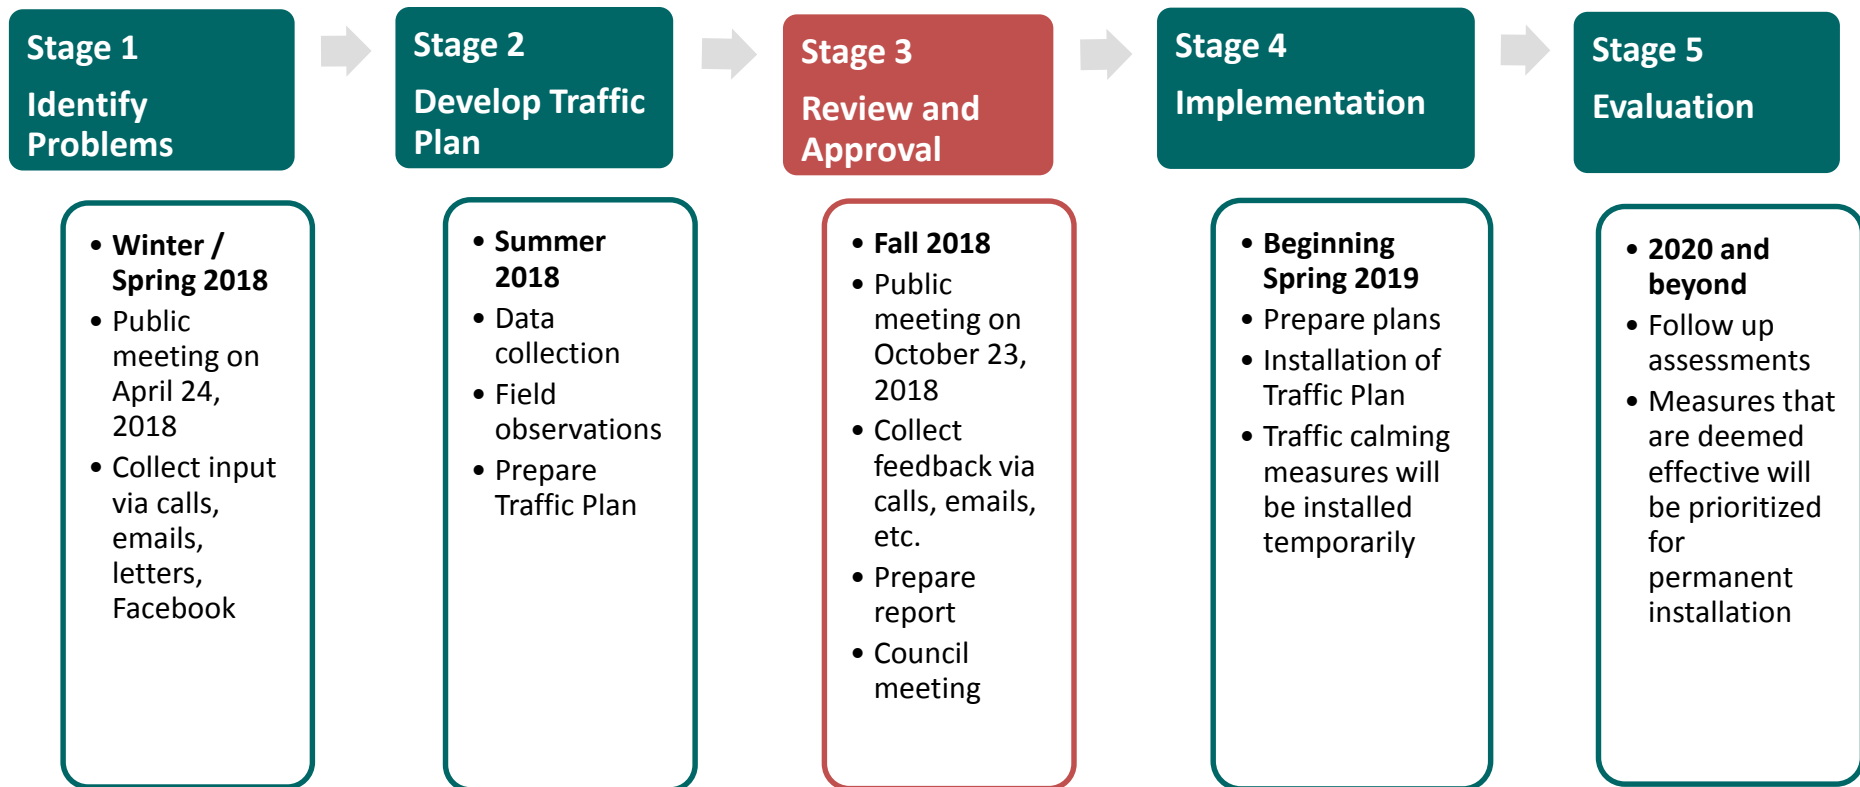 Stage 1
Identify
Problems
• Winter /
Spring 2018
• Public
meeting on
April 24,
2018
• Collect input
via calls,
emails,
letters,
Facebook
Stage 2
Develop Traffic
Plan
• Summer
2018
• Data
collection
• Field
observations
• Prepare
Traffic Plan
Stage 3
Review and
Approval
• Fall 2018
• Public
meeting on
October 23,
2018
• Collect
feedback via
calls, emails,
etc.
• Prepare
report
• Council
meeting
Stage 4
Implementation
• Beginning
Spring 2019
• Prepare plans
• Installation of
Traffic Plan
• Traffic calming
measures will
be installed
temporarily
Stage 5
Evaluation
• 2020 and
beyond
• Follow up
assessments
• Measures that
are deemed
effective will
be prioritized
for
permanent
installation